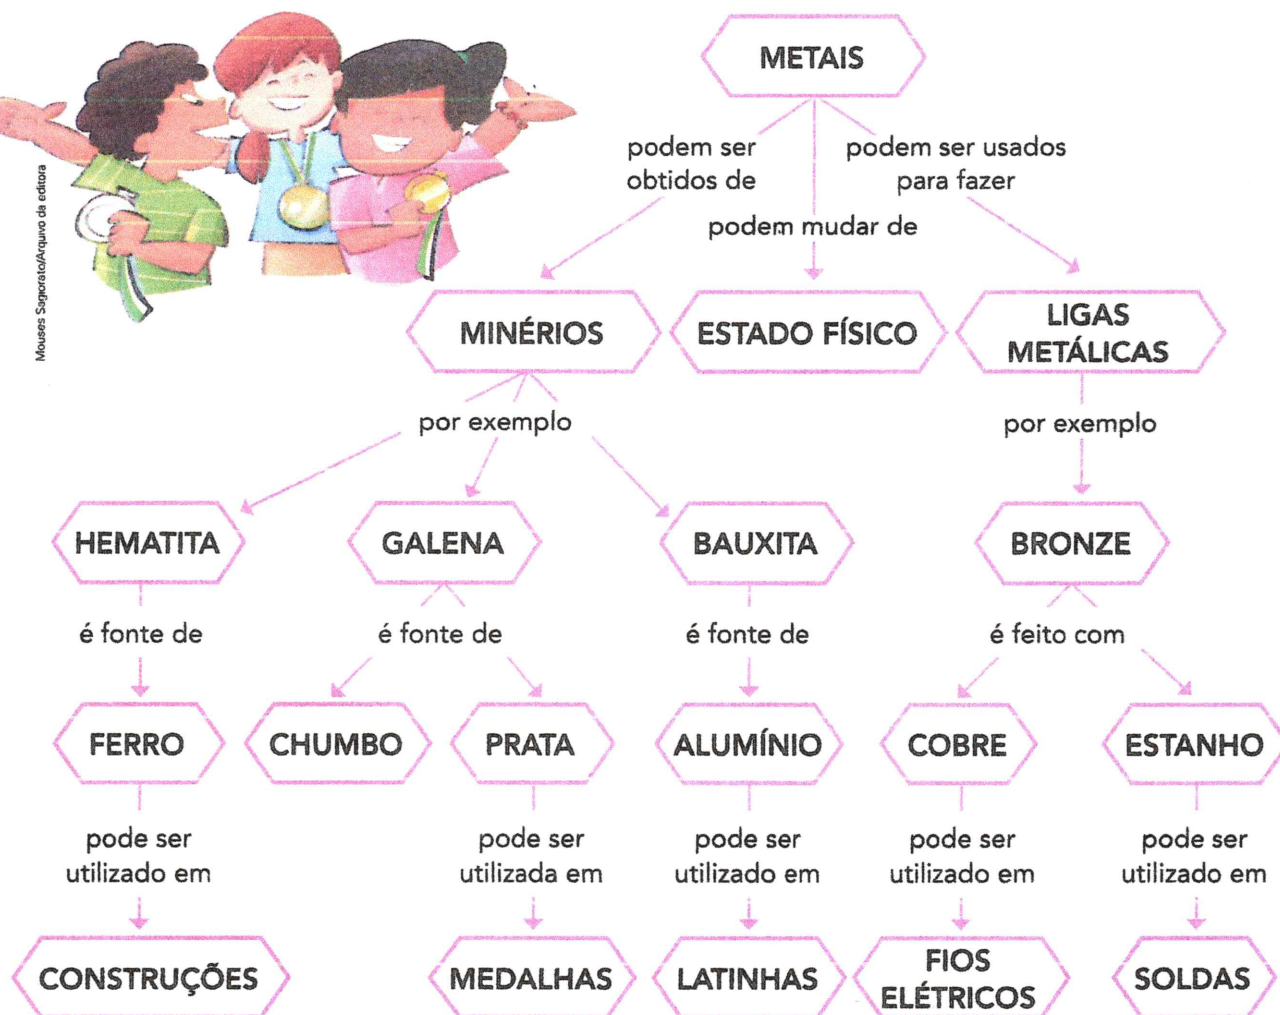 METAIS
podem ser
obtidos de
podem ser usados
para fazer
podem mudar de
Mouses Sagiorato/Arquivo da editora
MINÉRIOS
ESTADO FÍSICO
LIGAS
METÁLICAS
por exemplo
por exemplo
HEMATITA
GALENA
BAUXITA
BRONZE
é fonte de
é fonte de
é fonte de
é feito com
FERRO
CHUMBO
PRATA
ALUMÍNIO
COBRE
ESTANHO
pode ser
utilizado em
pode ser
utilizada em
pode ser
utilizado em
pode ser
utilizado em
pode ser
utilizado em
CONSTRUÇÕES
MEDALHAS
LATINHAS
FIOS
ELÉTRICOS
SOLDAS